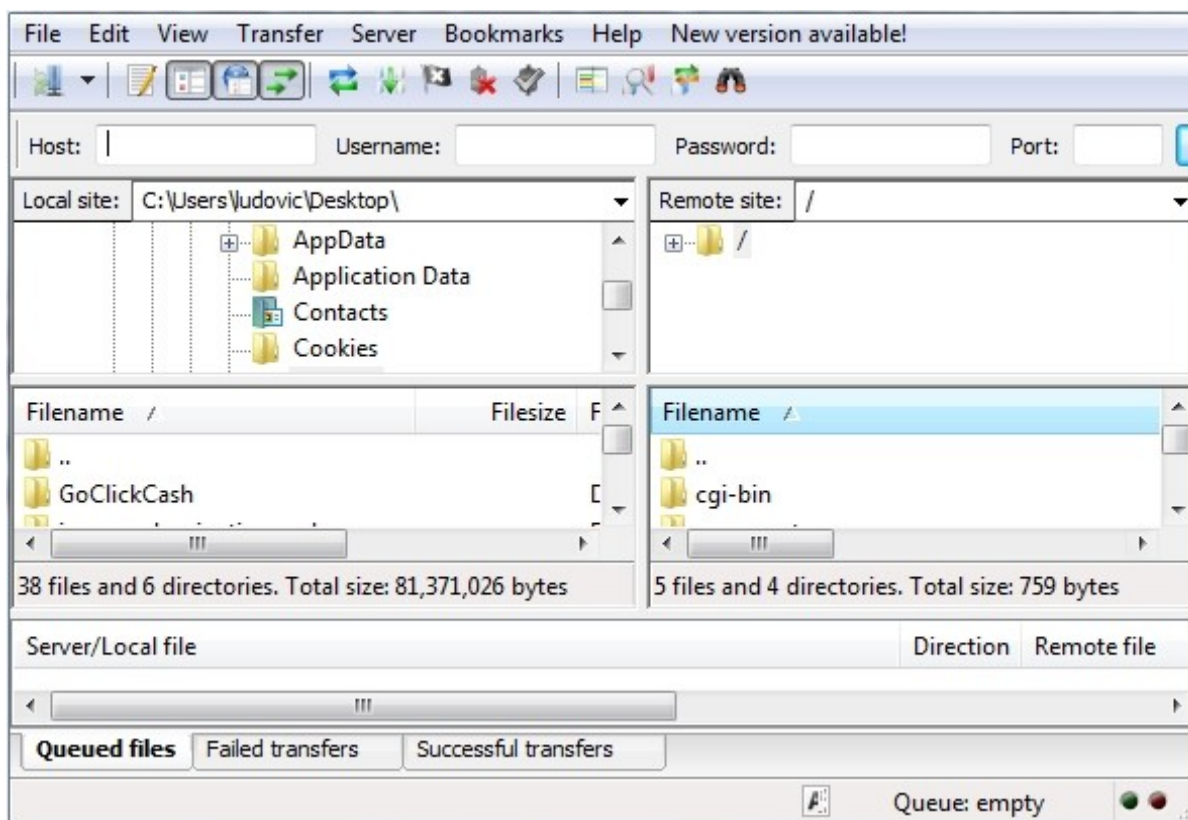 File Edit View Transfer Server Bookmarks Help New version available!
Host: Username: Password: Port:
Local site: C:\Users\ludovic\Desktop\ Remote site: /
AppData /
Application Data
Contacts
Cookies
Filename Filesize F Filename
.. ..
GoClickCash cgi-bin
38 files and 6 directories. Total size: 81,371,026 bytes 5 files and 4 directories. Total size: 759 bytes
Server/Local file Direction Remote file
Queued files Failed transfers Successful transfers
Queue: empty